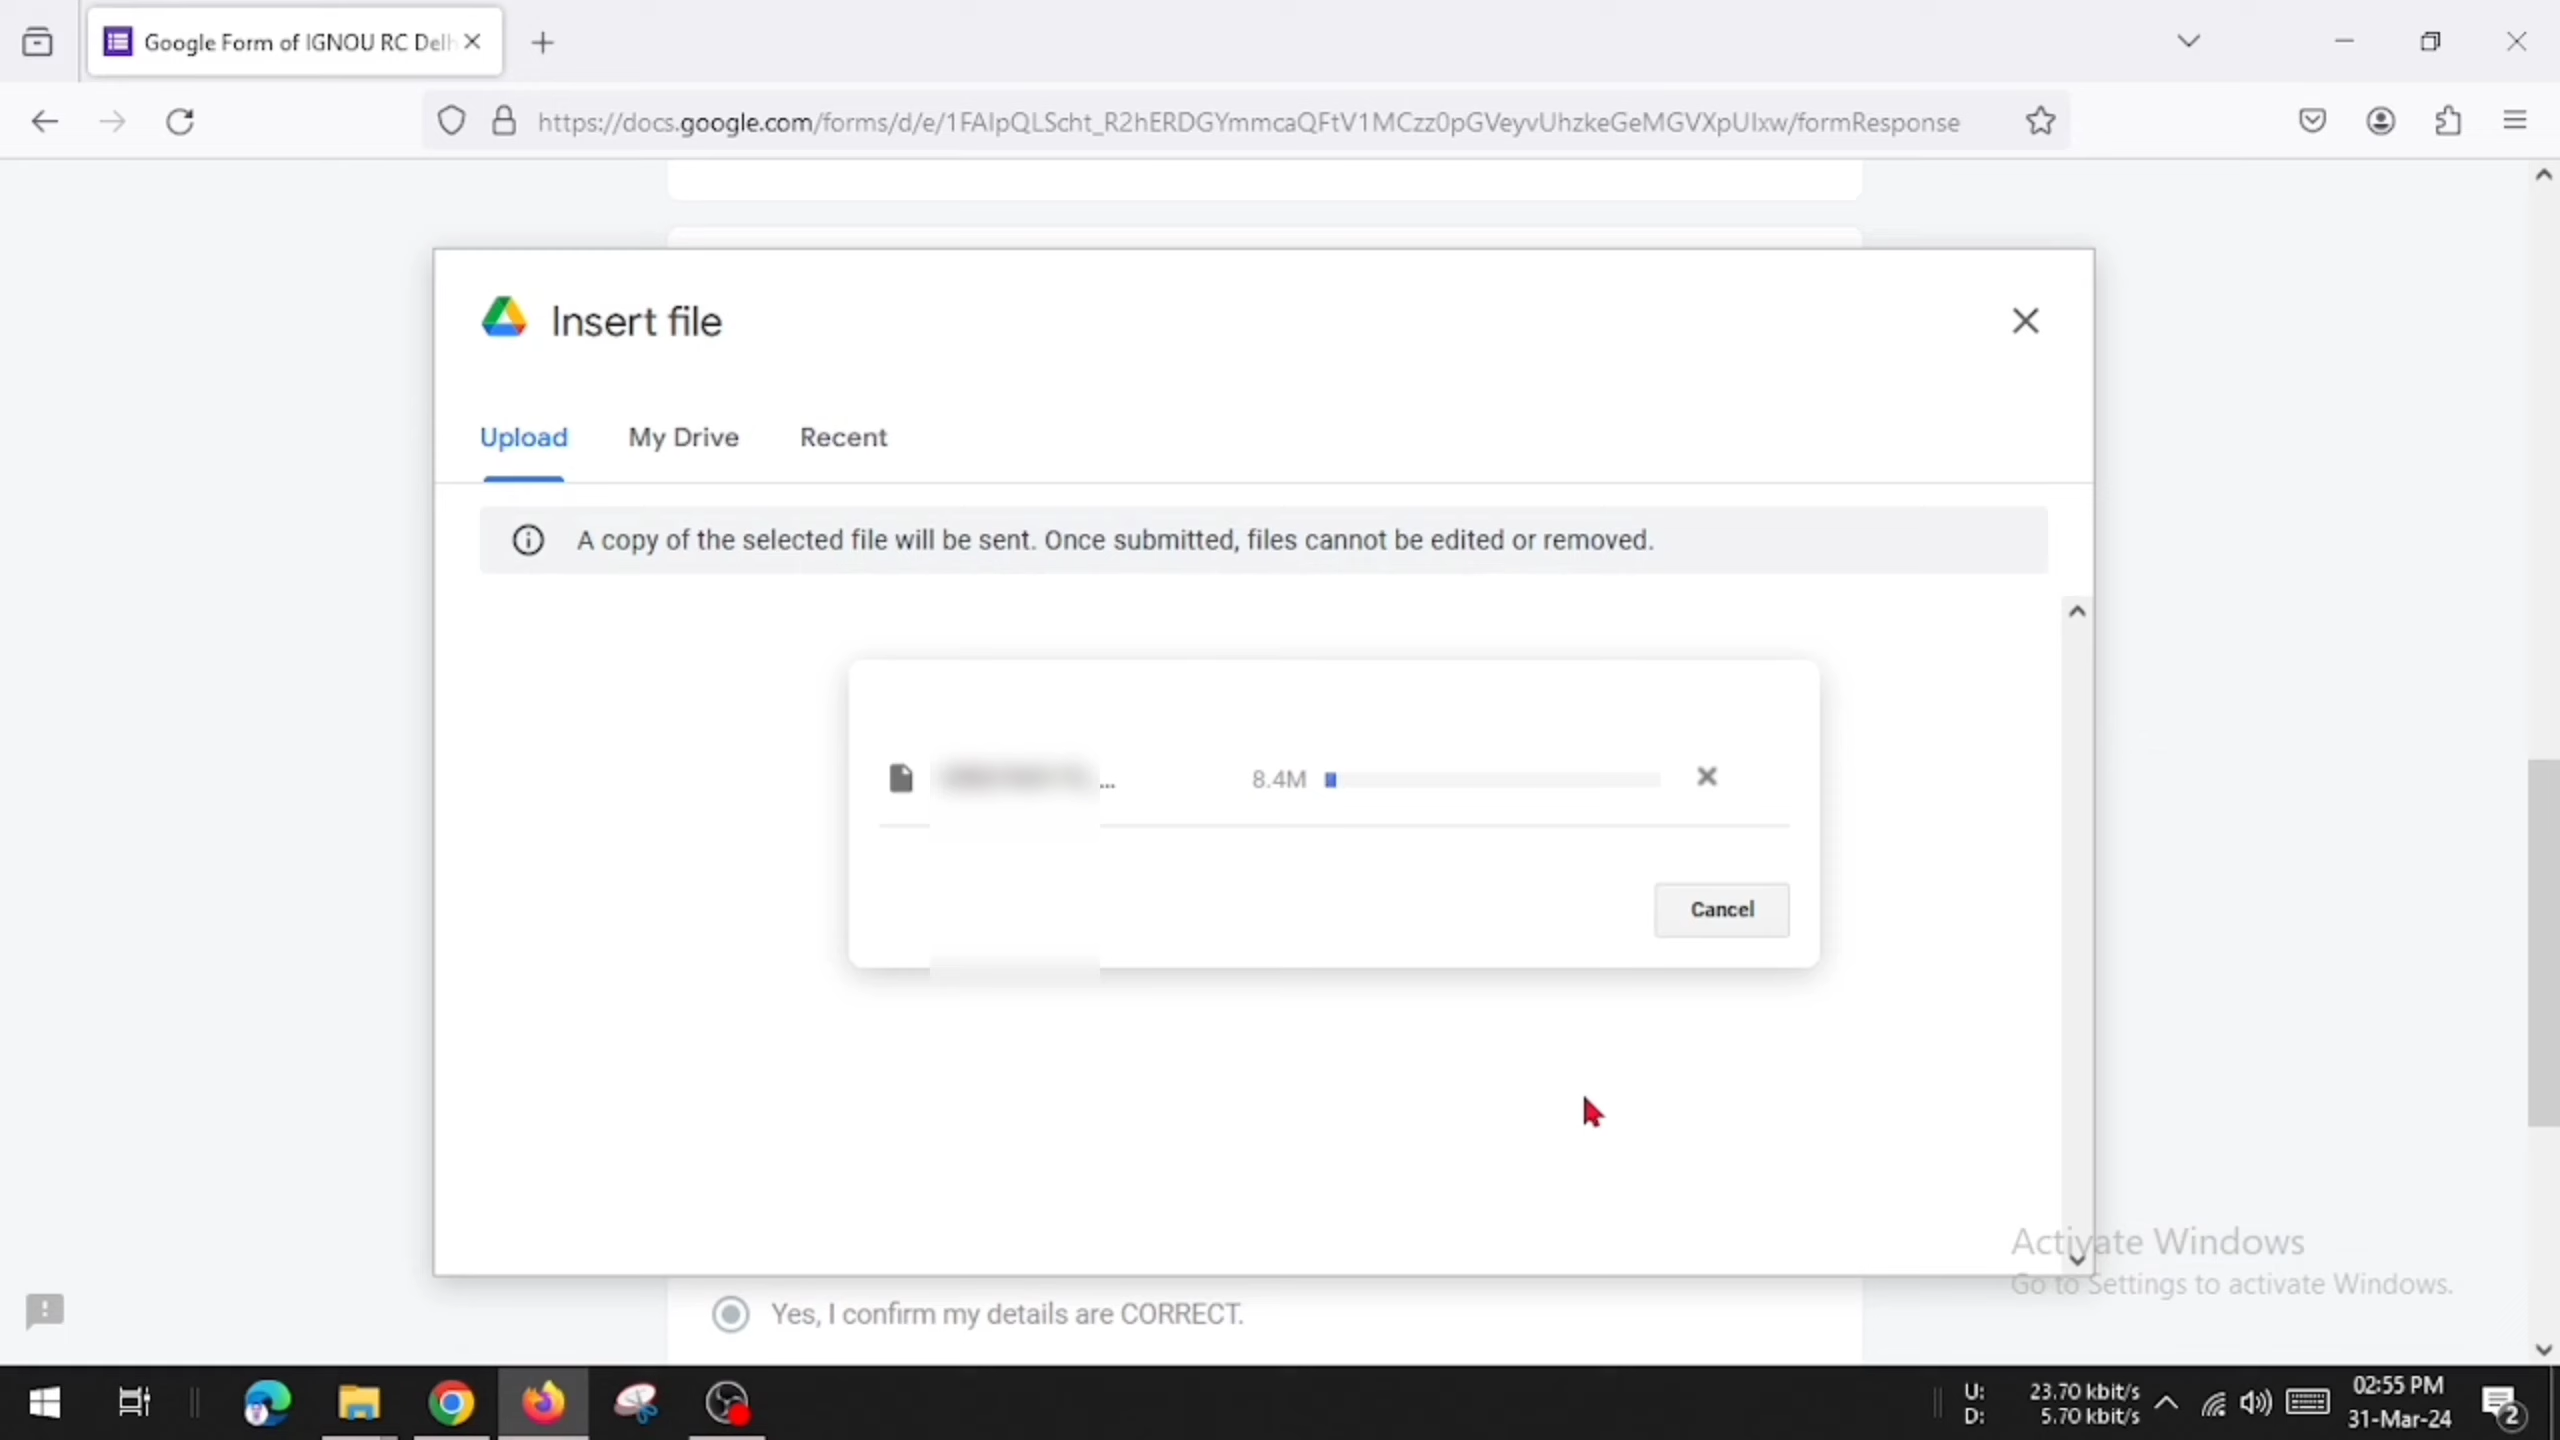 Google Form of IGNOU RC Delh
https://docs.google.com/forms/d/e/1FAIpQLScht_R2hERDGYmmcaQFtV1MCzz0pGVeyvUhzkeGeMGVXpUIxw/formResponse
Insert file
Upload My Drive Recent
A copy of the selected file will be sent. Once submitted, files cannot be edited or removed.
... 8.4M
Cancel
Activate Windows
Go to Settings to activate Windows.
Yes, I confirm my details are CORRECT.
U: 23.70 kbit/s
D: 5.70 kbit/s
02:55 PM
31-Mar-24
2